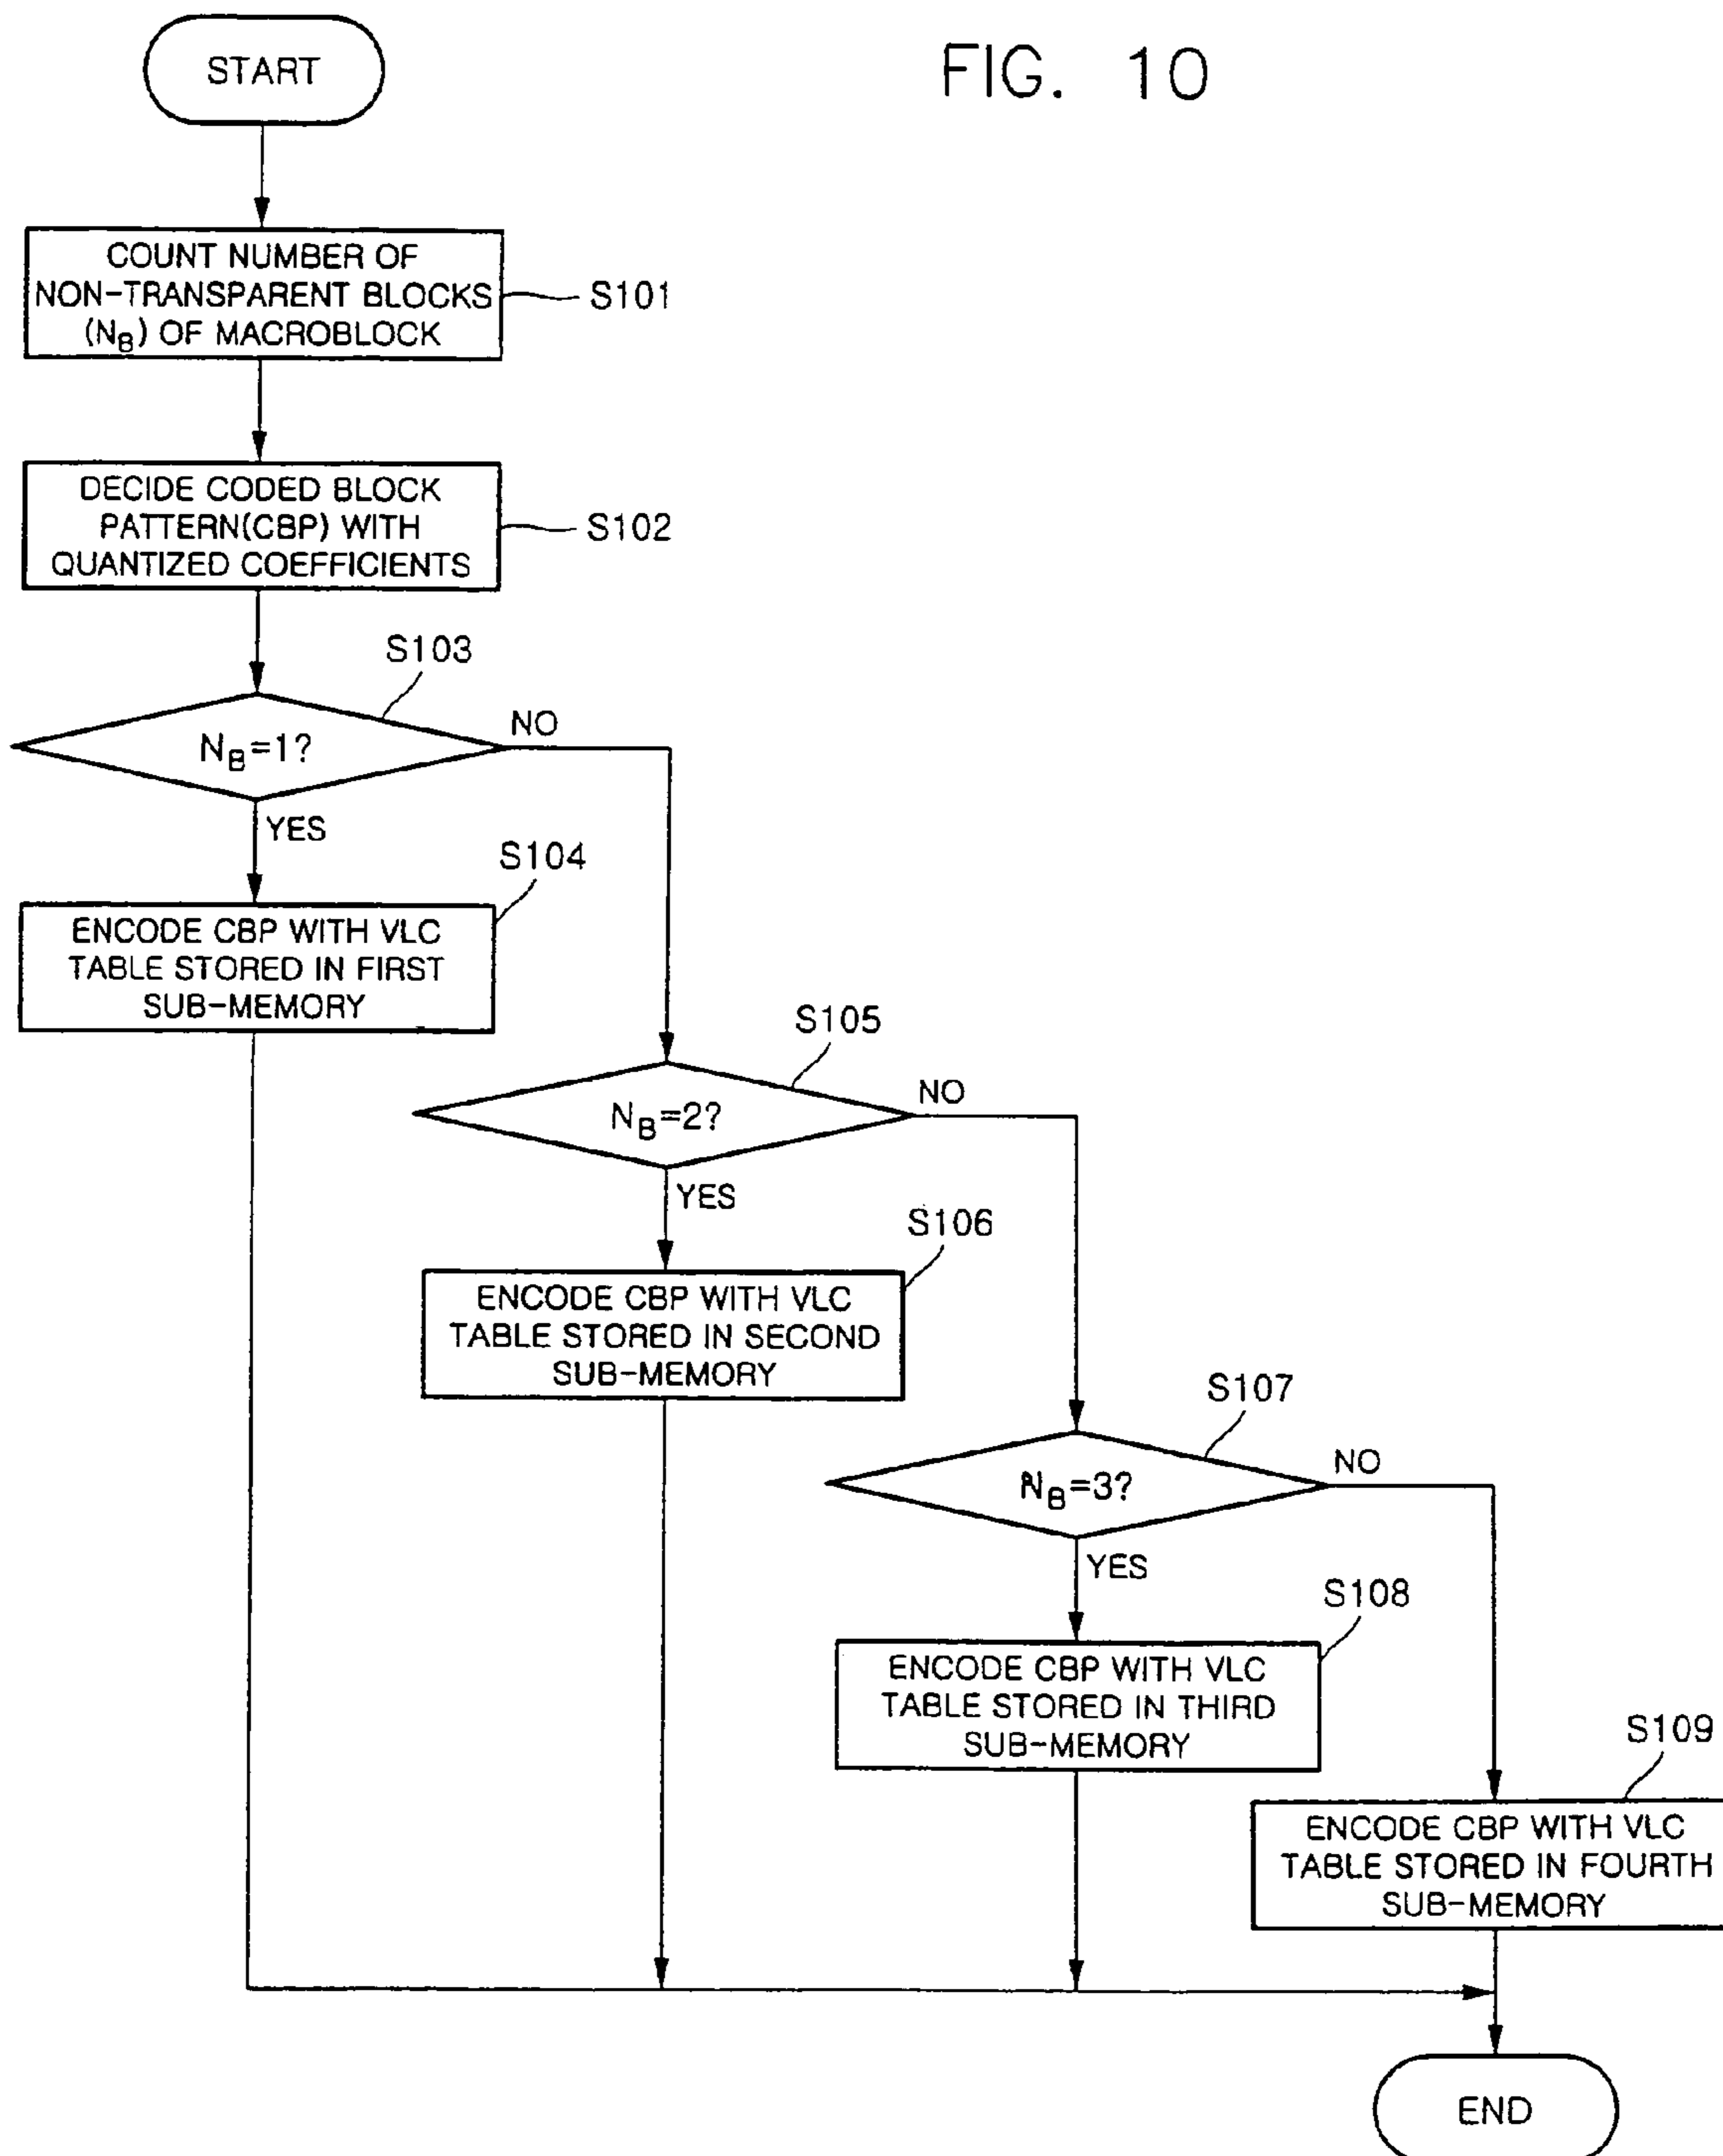 START
FIG. 10
COUNT NUMBER OF
NON-TRANSPARENT BLOCKS
(NB) OF MACROBLOCK
S101
DECIDE CODED BLOCK
PATTERN(CBP) WITH
QUANTIZED COEFFICIENTS
S102
S103
NB=1?
NO
YES
S104
ENCODE CBP WITH VLC
TABLE STORED IN FIRST
SUB-MEMORY
S105
NB=2?
NO
YES
S106
ENCODE CBP WITH VLC
TABLE STORED IN SECOND
SUB-MEMORY
S107
NB=3?
NO
YES
S108
ENCODE CBP WITH VLC
TABLE STORED IN THIRD
SUB-MEMORY
S109
ENCODE CBP WITH VLC
TABLE STORED IN FOURTH
SUB-MEMORY
END